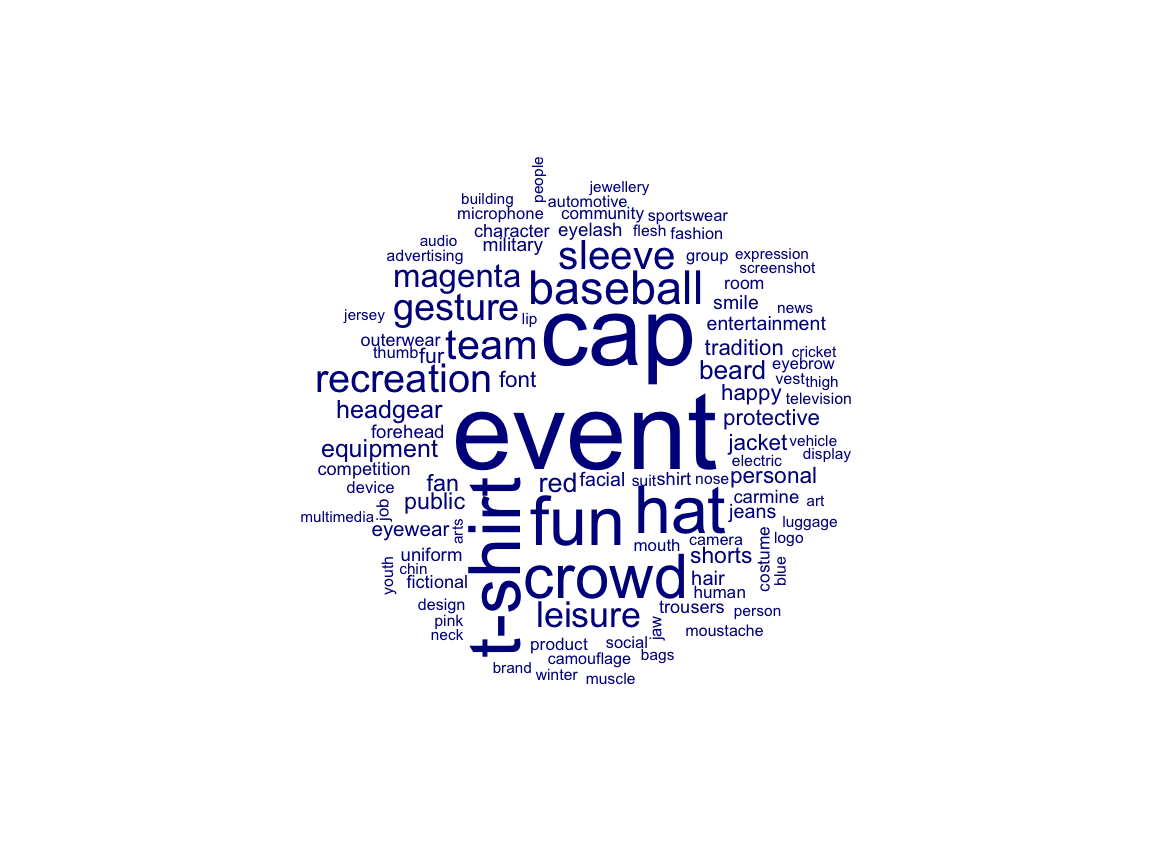 people
jewellery
building
automotive
microphone
community
sportswear
character
eyelash
flesh
fashion
audio
military
advertising
sleeve
group
expression
screenshot
magenta
baseball
room
gesture
lip
cap
smile
news
jersey
entertainment
outerwear
team
tradition
cricket
thumb
fur
beard
eyebrow
recreation
font
vest
thigh
happy
television
headgear
event
protective
forehead
jacket
vehicle
equipment
display
electric
competition
fan
red
facial
suit
shirt
nose
personal
device
public
t-shirt
fun
hat
carmine
art
multimedia
job
jeans
eyewear
arts
luggage
mouth
camera
logo
uniform
crowd
shorts
costume
blue
youth
chin
fictional
hair
human
design
leisure
trousers
person
pink
neck
jaw
moustache
product
social
camouflage
bags
brand
winter
muscle